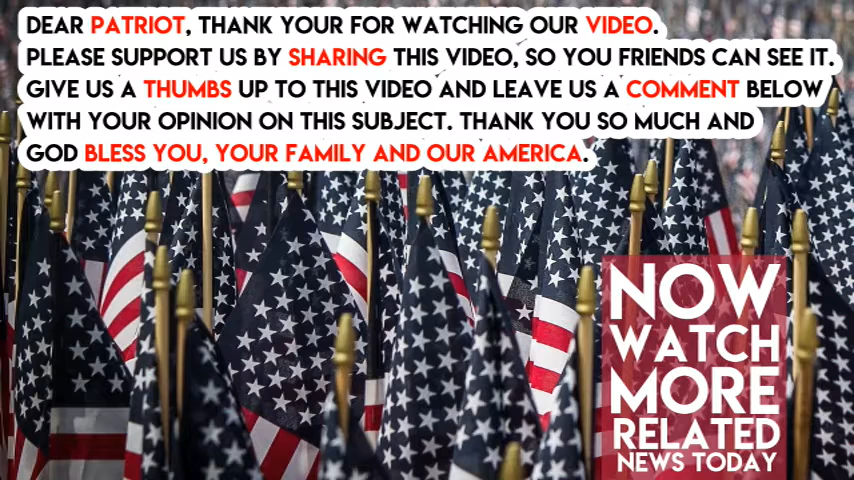 DEAR PATRIOT, THANK YOUR FOR WATCHING OUR VIDEO.
PLEASE SUPPORT US BY SHARING THIS VIDEO, SO YOU FRIENDS CAN SEE IT.
GIVE US A THUMBS UP TO THIS VIDEO AND LEAVE US A COMMENT BELOW
WITH YOUR OPINION ON THIS SUBJECT. THANK YOU SO MUCH AND
GOD BLESS YOU, YOUR FAMILY AND OUR AMERICA.
NOW
WATCH
MORE
RELATED
NEWS TODAY